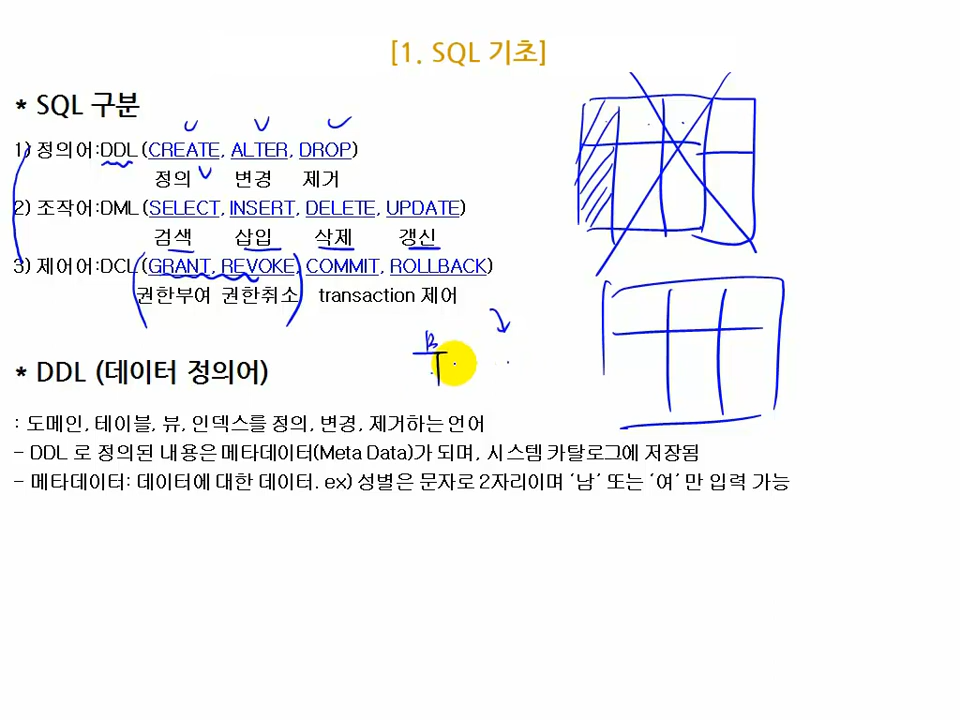 [1. SQL 기초]
* SQL 구분
1) 정의어:DDL (CREATE, ALTER, DROP)
정의 변경 제거
2) 조작어:DML (SELECT, INSERT, DELETE, UPDATE)
검색 삽입 삭제 갱신
3) 제어어:DCL(GRANT, REVOKE, COMMIT, ROLLBACK)
권한부여 권한취소 transaction 제어
* DDL (데이터 정의어)
: 도메인, 테이블, 뷰, 인덱스를 정의, 변경, 제거하는 언어
- DDL 로 정의된 내용은 메타데이터(Meta Data)가 되며, 시스템 카탈로그에 저장됨
- 메타데이터: 데이터에 대한 데이터. ex) 성별은 문자로 2자리이며 ‘남’ 또는 ‘여’ 만 입력 가능